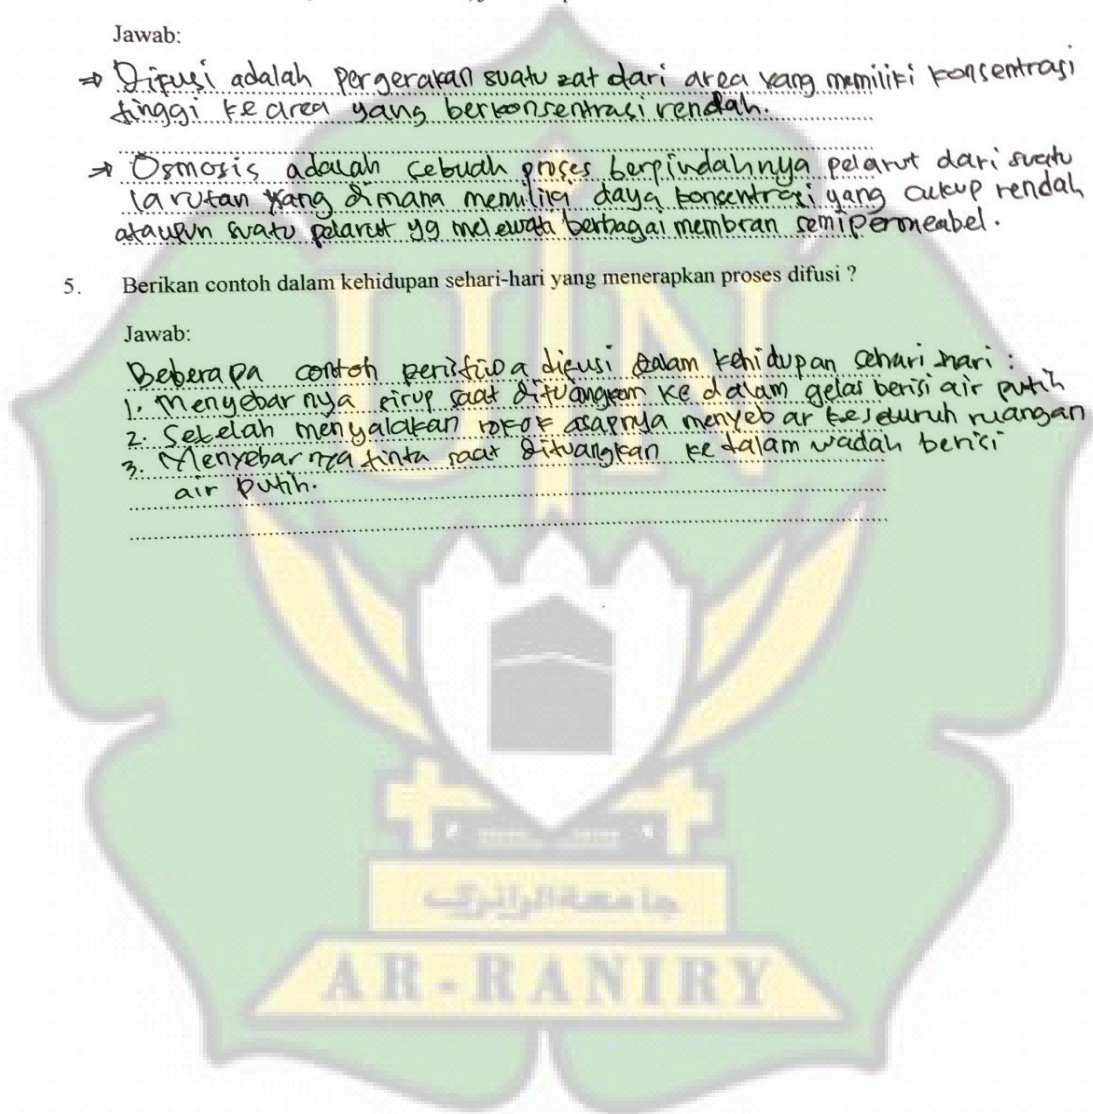 Jawab:
⇒ Difusi adalah pergerakan suatu zat dari area yang memiliki konsentrasi
tinggi ke area yang berkonsentrasi rendah.
⇒ Osmosis adalah sebuah proses berpindahnya pelarut dari suatu
larutan yang dimana memiliki daya konsentrasi yang cukup rendah
ataupun suatu pelarut yg melewati berbagai membran semipermeabel.
5. Berikan contoh dalam kehidupan sehari-hari yang menerapkan proses difusi ?
Jawab:
Beberapa contoh peristiwa difusi dalam kehidupan sehari-hari :
1. Menyebarnya sirup saat dituangkan ke dalam gelas berisi air putih
2. Setelah menyalakan rokok asapnya menyebar keseluruh ruangan
3. Menyebarnya tinta saat dituangkan ke dalam wadah berisi
air putih.
UIN
جامعة الرانري
AR-RANIRY